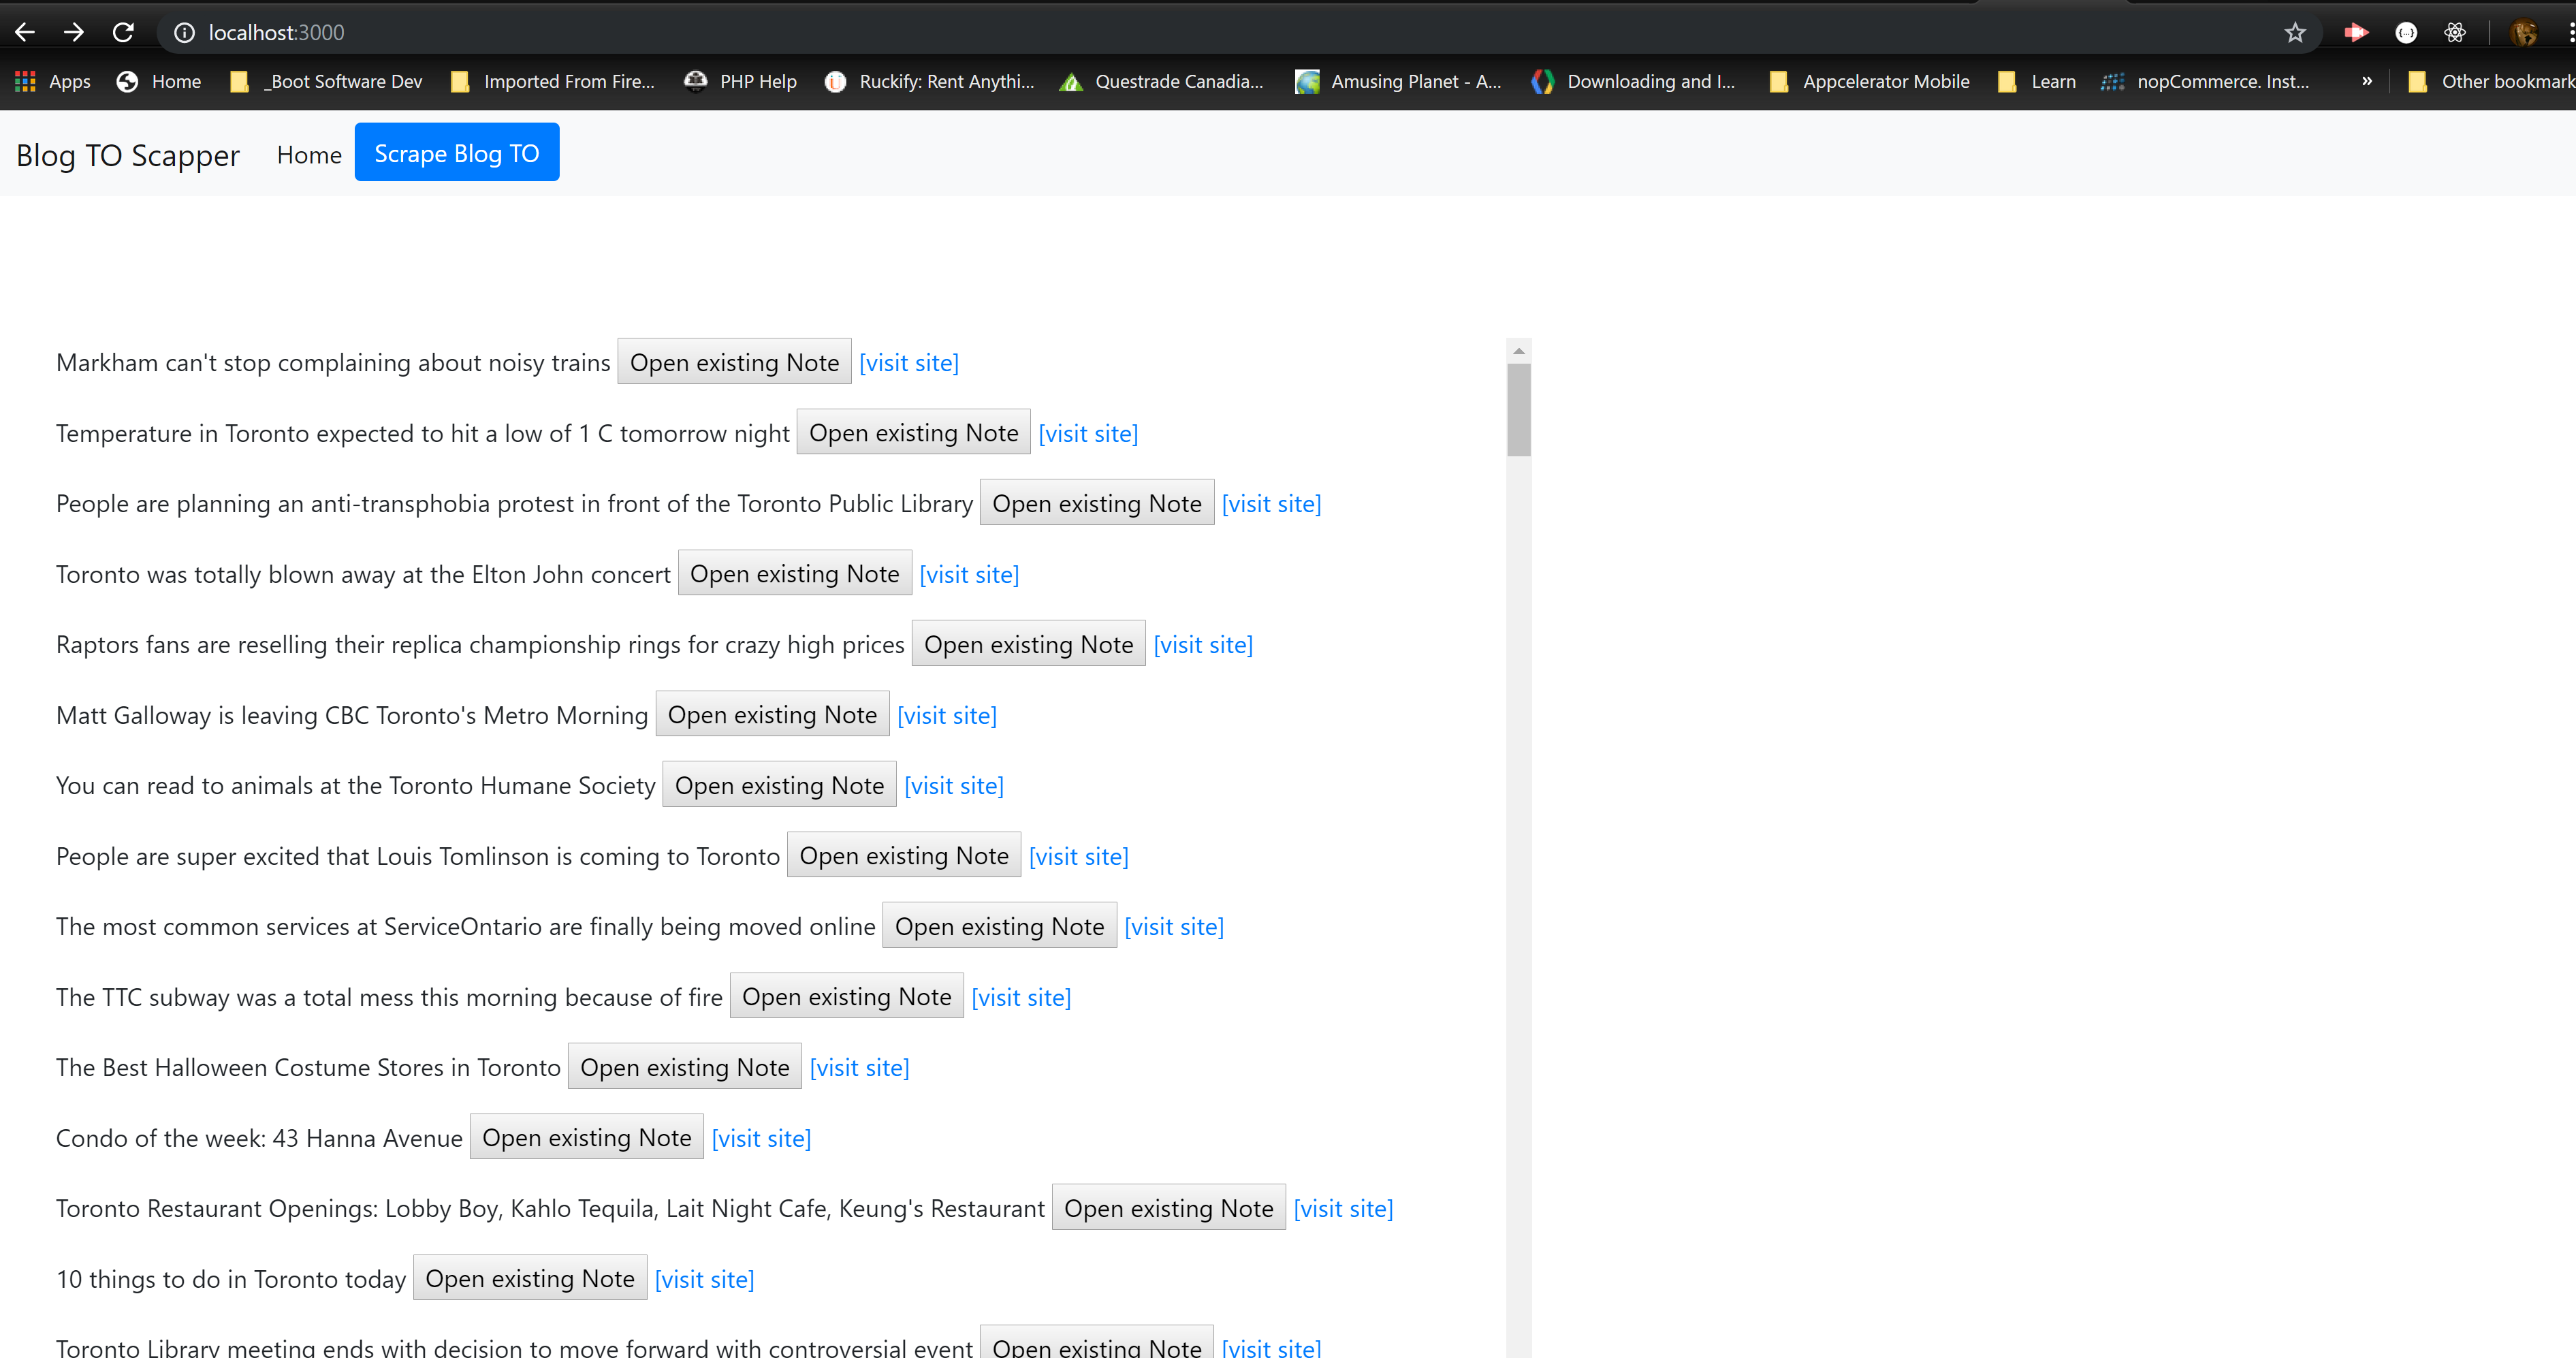 localhost:3000
Apps Home _Boot Software Dev Imported From Fire... PHP Help Ruckify: Rent Anythi... Questrade Canadia... Amusing Planet - A... Downloading and I... Appcelerator Mobile Learn nopCommerce. Inst... » Other bookmark
Blog TO Scapper Home Scrape Blog TO
Markham can't stop complaining about noisy trains Open existing Note [visit site]
Temperature in Toronto expected to hit a low of 1 C tomorrow night Open existing Note [visit site]
People are planning an anti-transphobia protest in front of the Toronto Public Library Open existing Note [visit site]
Toronto was totally blown away at the Elton John concert Open existing Note [visit site]
Raptors fans are reselling their replica championship rings for crazy high prices Open existing Note [visit site]
Matt Galloway is leaving CBC Toronto's Metro Morning Open existing Note [visit site]
You can read to animals at the Toronto Humane Society Open existing Note [visit site]
People are super excited that Louis Tomlinson is coming to Toronto Open existing Note [visit site]
The most common services at ServiceOntario are finally being moved online Open existing Note [visit site]
The TTC subway was a total mess this morning because of fire Open existing Note [visit site]
The Best Halloween Costume Stores in Toronto Open existing Note [visit site]
Condo of the week: 43 Hanna Avenue Open existing Note [visit site]
Toronto Restaurant Openings: Lobby Boy, Kahlo Tequila, Lait Night Cafe, Keung's Restaurant Open existing Note [visit site]
10 things to do in Toronto today Open existing Note [visit site]
Toronto Library meeting ends with decision to move forward with controversial event Open existing Note [visit site]